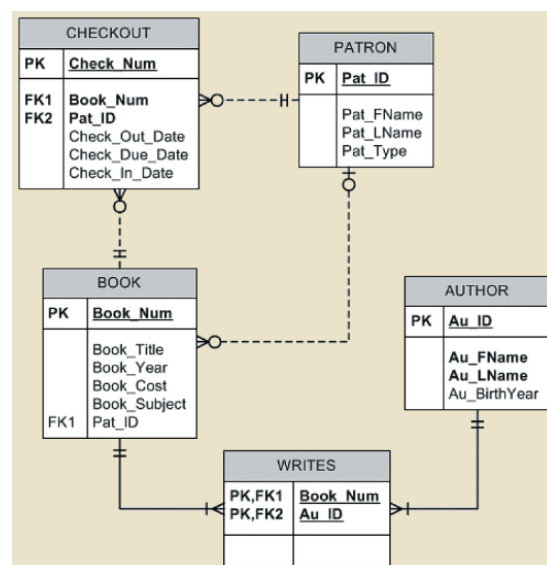 CHECKOUT
PK Check_Num
FK1 Book_Num
FK2 Pat_ID
Check_Out_Date
Check_Due_Date
Check_In_Date
PATRON
PK Pat_ID
Pat_FName
Pat_LName
Pat_Type
BOOK
PK Book_Num
Book_Title
Book_Year
Book_Cost
Book_Subject
FK1 Pat_ID
AUTHOR
PK Au_ID
Au_FName
Au_LName
Au_BirthYear
WRITES
PK,FK1 Book_Num
PK,FK2 Au_ID